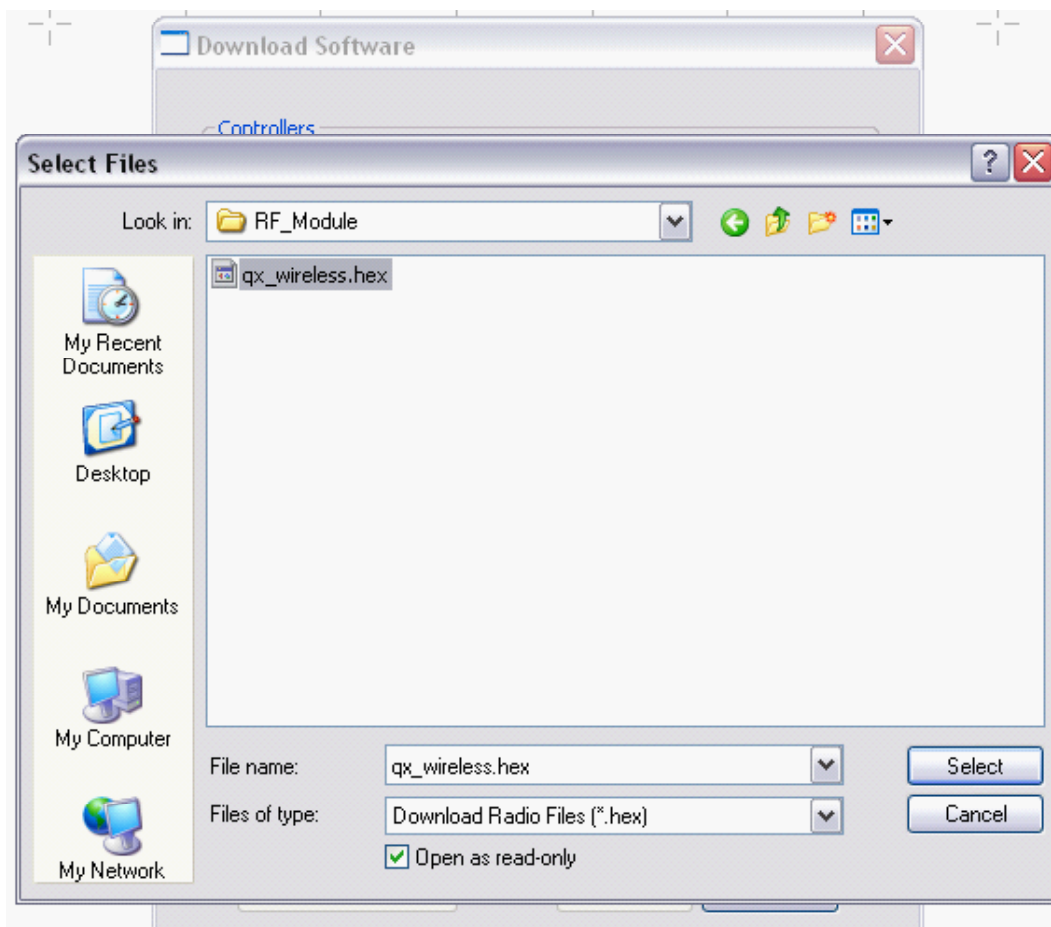 Download Software
Controllers
Select Files
?
Look in:
RF_Module
qx_wireless.hex
My Recent
Documents
Desktop
My Documents
My Computer
My Network
File name:
qx_wireless.hex
Select
Files of type:
Download Radio Files (*.hex)
Cancel
Open as read-only